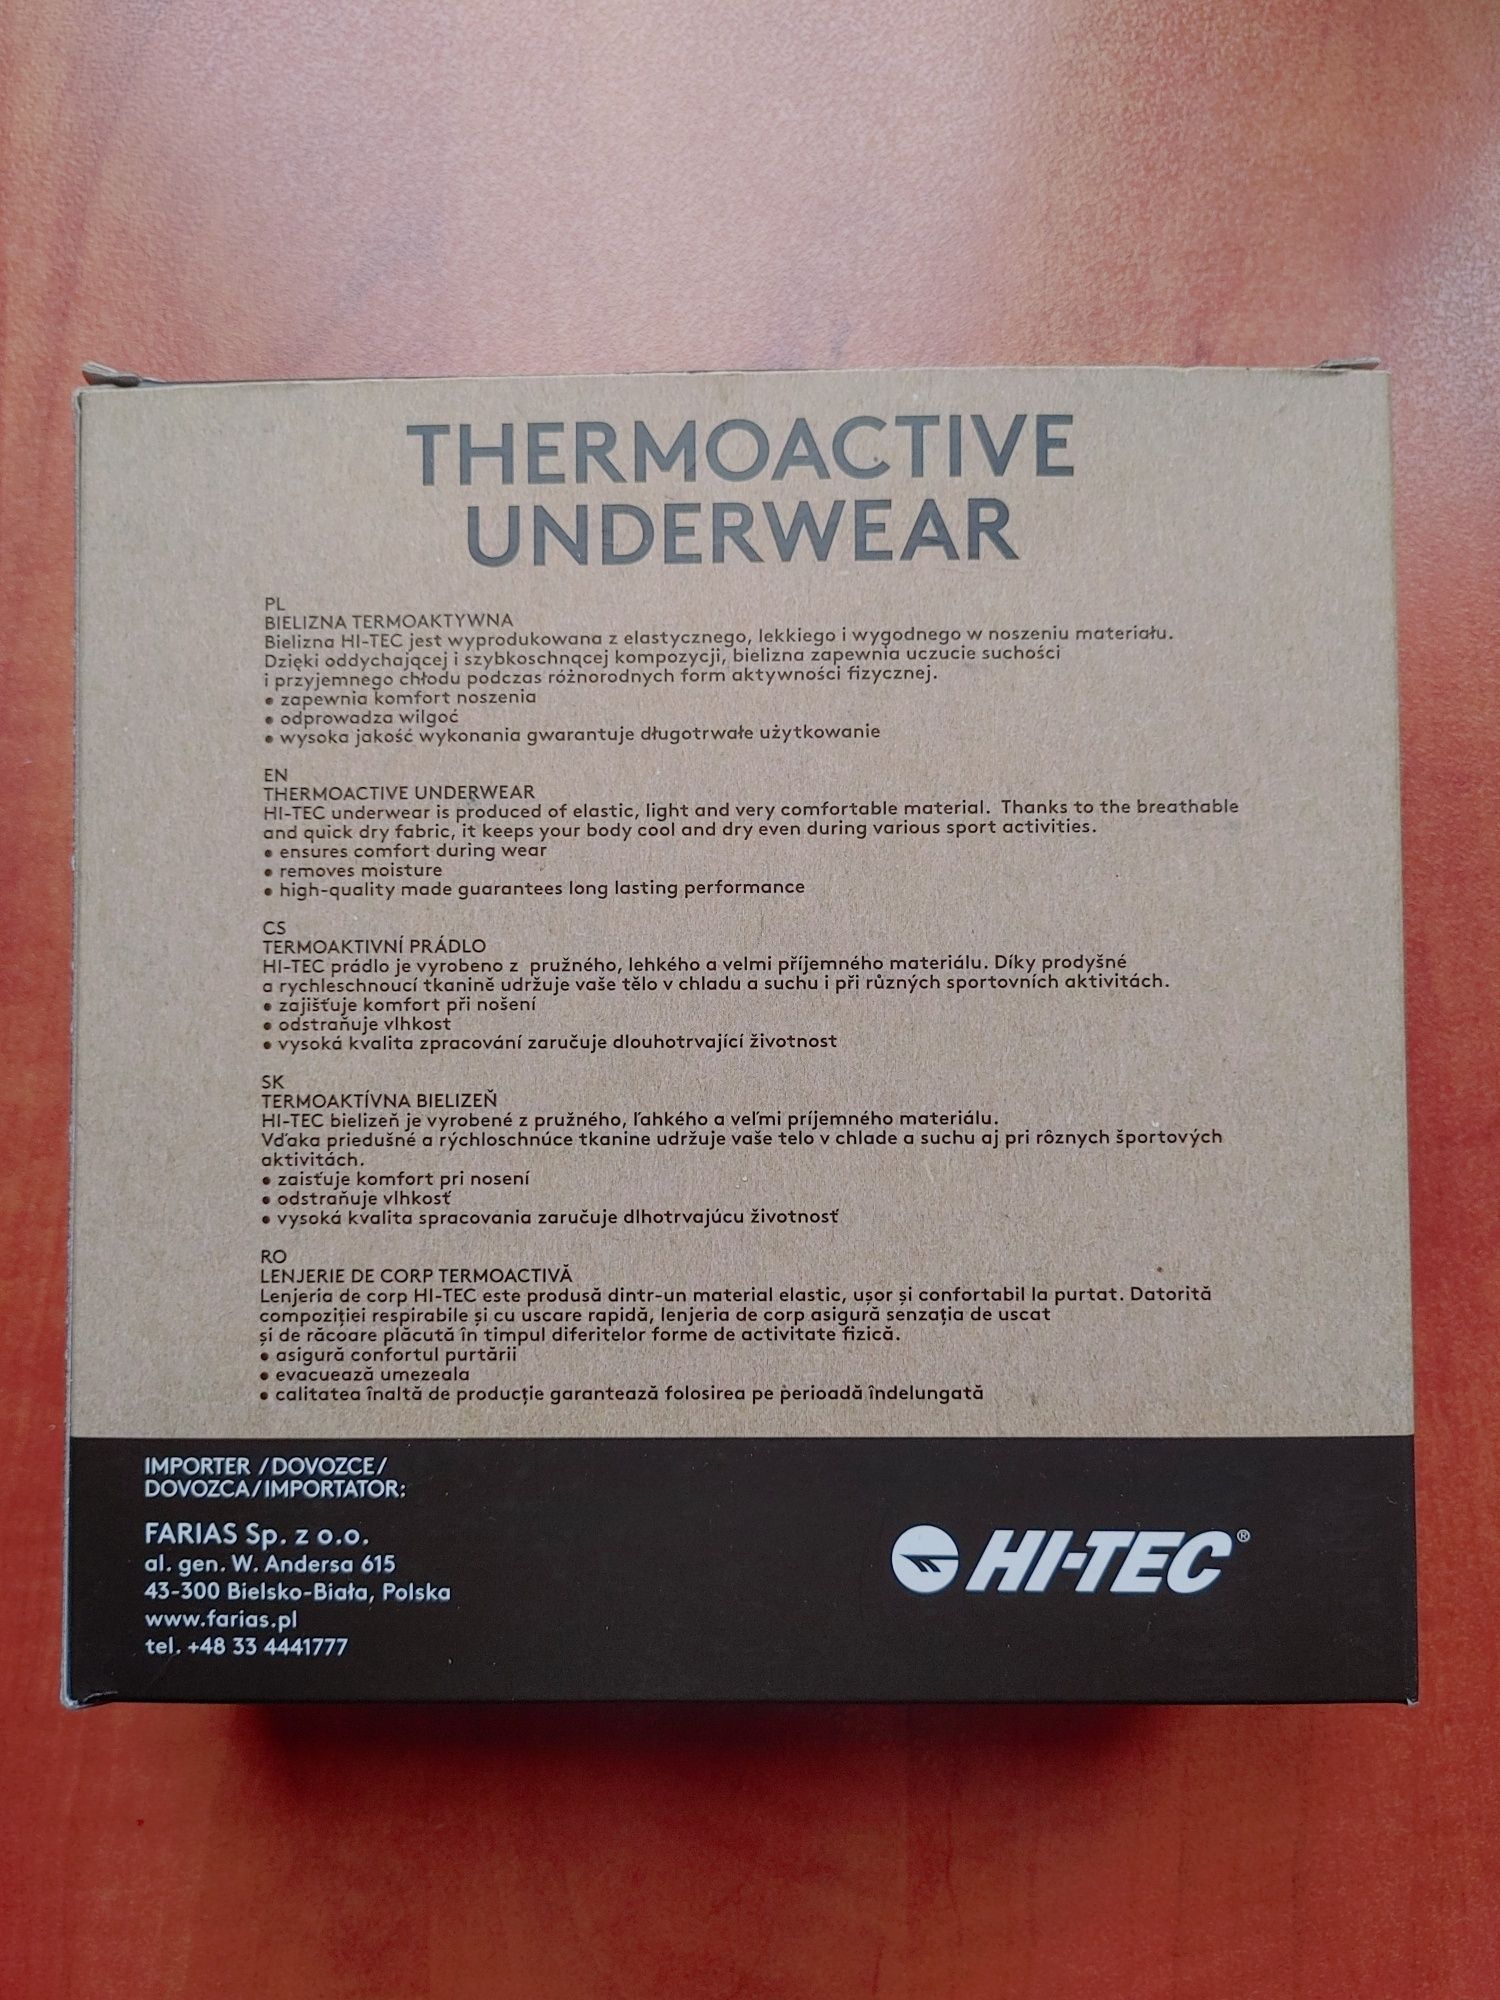 THERMOACTIVE
UNDERWEAR
PL
BIELIZNA TERMOAKTYWNA
Bielizna HI-TEC jest wyprodukowana z elastycznego, lekkiego i wygodnego w noszeniu materiału.
Dzięki oddychającej i szybkoschnącej kompozycji, bielizna zapewnia uczucie suchości
i przyjemnego chłodu podczas różnorodnych form aktywności fizycznej.
• zapewnia komfort noszenia
• odprowadza wilgoć
• wysoka jakość wykonania gwarantuje długotrwałe użytkowanie
EN
THERMOACTIVE UNDERWEAR
HI-TEC underwear is produced of elastic, light and very comfortable material. Thanks to the breathable
and quick dry fabric, it keeps your body cool and dry even during various sport activities.
• ensures comfort during wear
• removes moisture
• high-quality made guarantees long lasting performance
CS
TERMOAKTIVNÍ PRÁDLO
HI-TEC prádlo je vyrobeno z pružného, lehkého a velmi příjemného materiálu. Díky prodyšné
a rychleschnoucí tkanině udržuje vaše tělo v chladu a suchu i při různých sportovních aktivitách.
• zajišťuje komfort při nošení
• odstraňuje vlhkost
• vysoká kvalita zpracování zaručuje dlouhotrvající životnost
SK
TERMOAKTÍVNA BIELIZEŇ
HI-TEC bielizeň je vyrobené z pružného, ľahkého a veľmi príjemného materiálu.
Vďaka priedušné a rýchloschnúce tkanine udržuje vaše telo v chlade a suchu aj pri rôznych športových
aktivitách.
• zaisťuje komfort pri nosení
• odstraňuje vlhkosť
• vysoká kvalita spracovania zaručuje dlhotrvajúcu životnosť
RO
LENJERIE DE CORP TERMOACTIVĂ
Lenjeria de corp HI-TEC este produsă dintr-un material elastic, ușor și confortabil la purtat. Datorită
compoziției respirabile și cu uscare rapidă, lenjeria de corp asigură senzația de uscat
și de răcoare plăcută în timpul diferitelor forme de activitate fizică.
• asigură confortul purtării
• evacuează umezeala
• calitatea înaltă de producție garantează folosirea pe perioadă îndelungată
IMPORTER /DOVOZCE/
DOVOZCA/IMPORTATOR:
FARIAS Sp. z o.o.
al. gen. W. Andersa 615
43-300 Bielsko-Biała, Polska
www.farias.pl
tel. +48 33 4441777
HI-TEC®